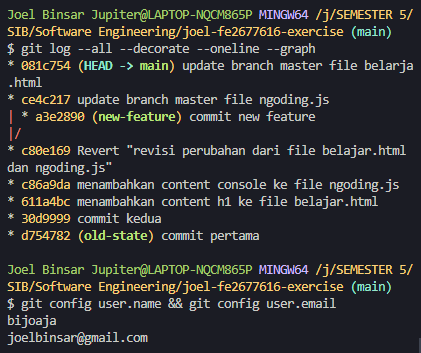 Joel Binsar Jupiter@LAPTOP-NQCM865P MINGW64 /j/SEMESTER 5/
SIB/Software Engineering/joel-fe2677616-exercise (main)
$ git log --all --decorate --oneline --graph
* 081c754 (HEAD -> main) update branch master file belarja
.html
* ce4c217 update branch master file ngoding.js
| * a3e2890 (new-feature) commit new feature
|/
* c80e169 Revert "revisi perubahan dari file belajar.html
dan ngoding.js"
* c86a9da menambahkan content console ke file ngoding.js
* 611a4bc menambahkan content h1 ke file belajar.html
* 30d9999 commit kedua
* d754782 (old-state) commit pertama
Joel Binsar Jupiter@LAPTOP-NQCM865P MINGW64 /j/SEMESTER 5/
SIB/Software Engineering/joel-fe2677616-exercise (main)
$ git config user.name && git config user.email
bijoaja
joelbinsar@gmail.com